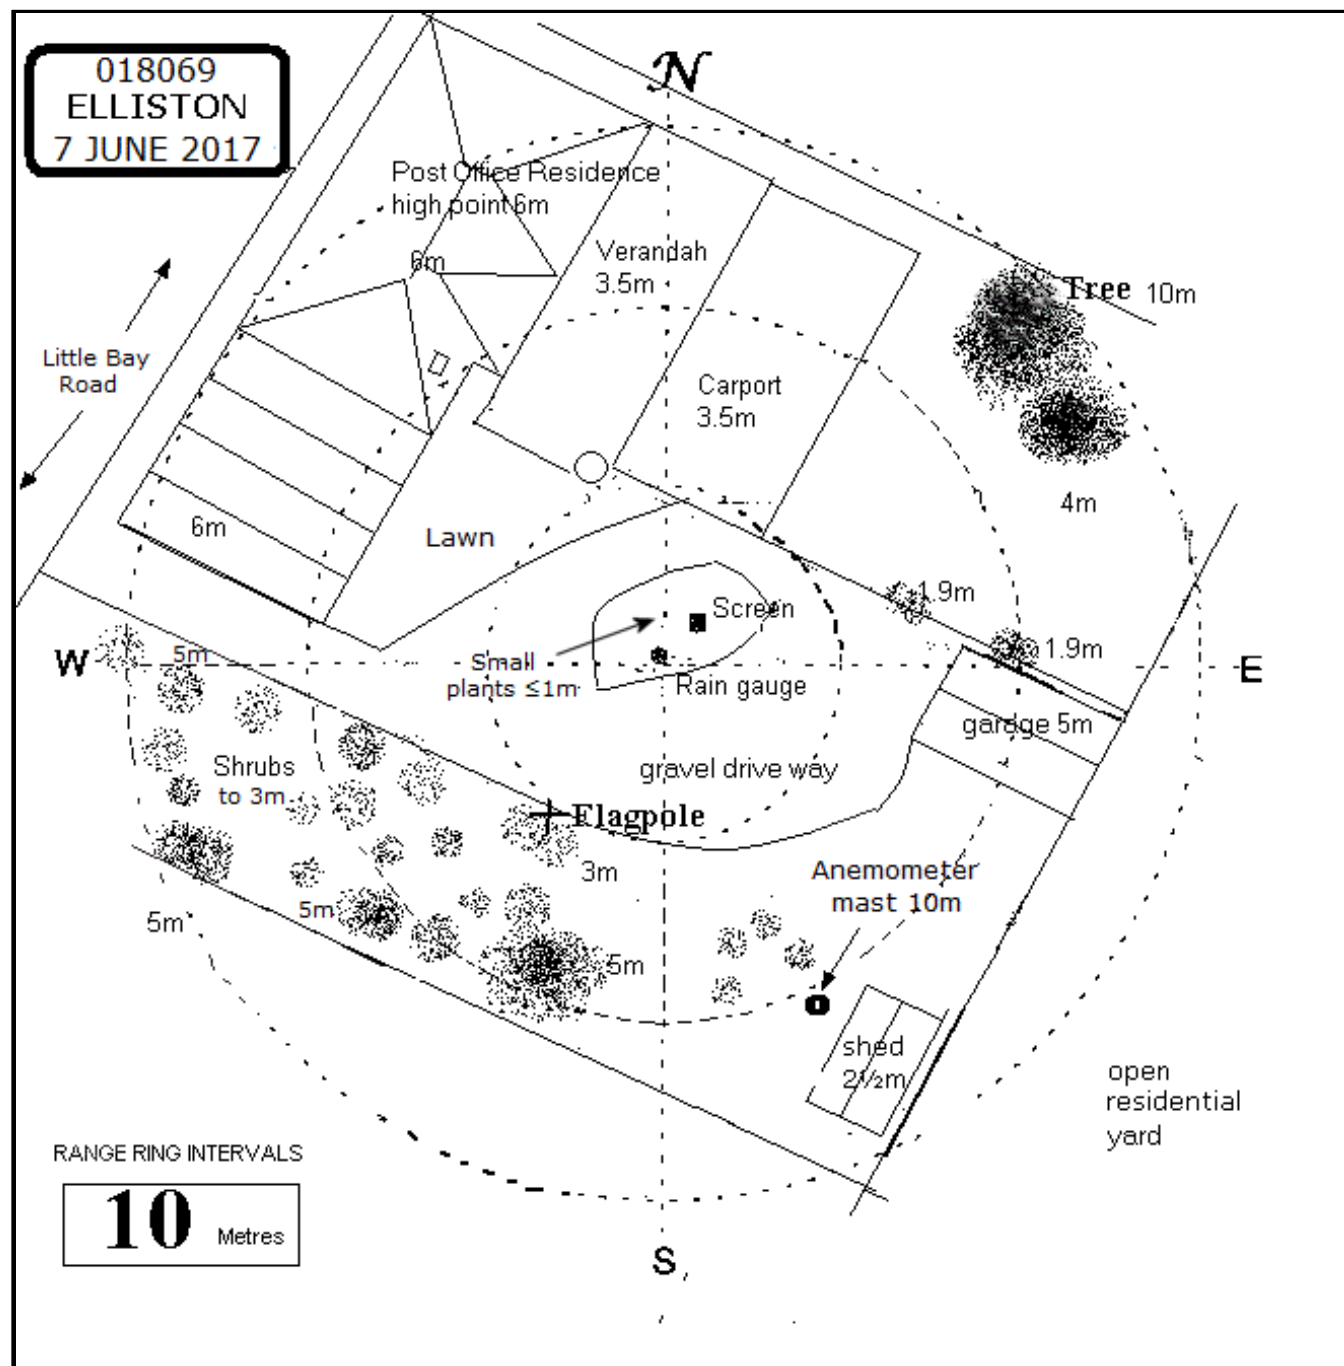 018069
ELLISTON
7 JUNE 2017
N
Post Office Residence
high point 6m
6m
Verandah
3.5m
Tree 10m
Little Bay
Road
Carport
3.5m
4m
6m
Lawn
1.9m
Screen
1.9m
W
5m
Small
plants ≤1m
Rain gauge
E
garage 5m
Shrubs
to 3m
gravel drive way
Flagpole
3m
Anemometer
mast 10m
5m
5m
5m
shed
2½m
open
residential
yard
RANGE RING INTERVALS
10 Metres
S